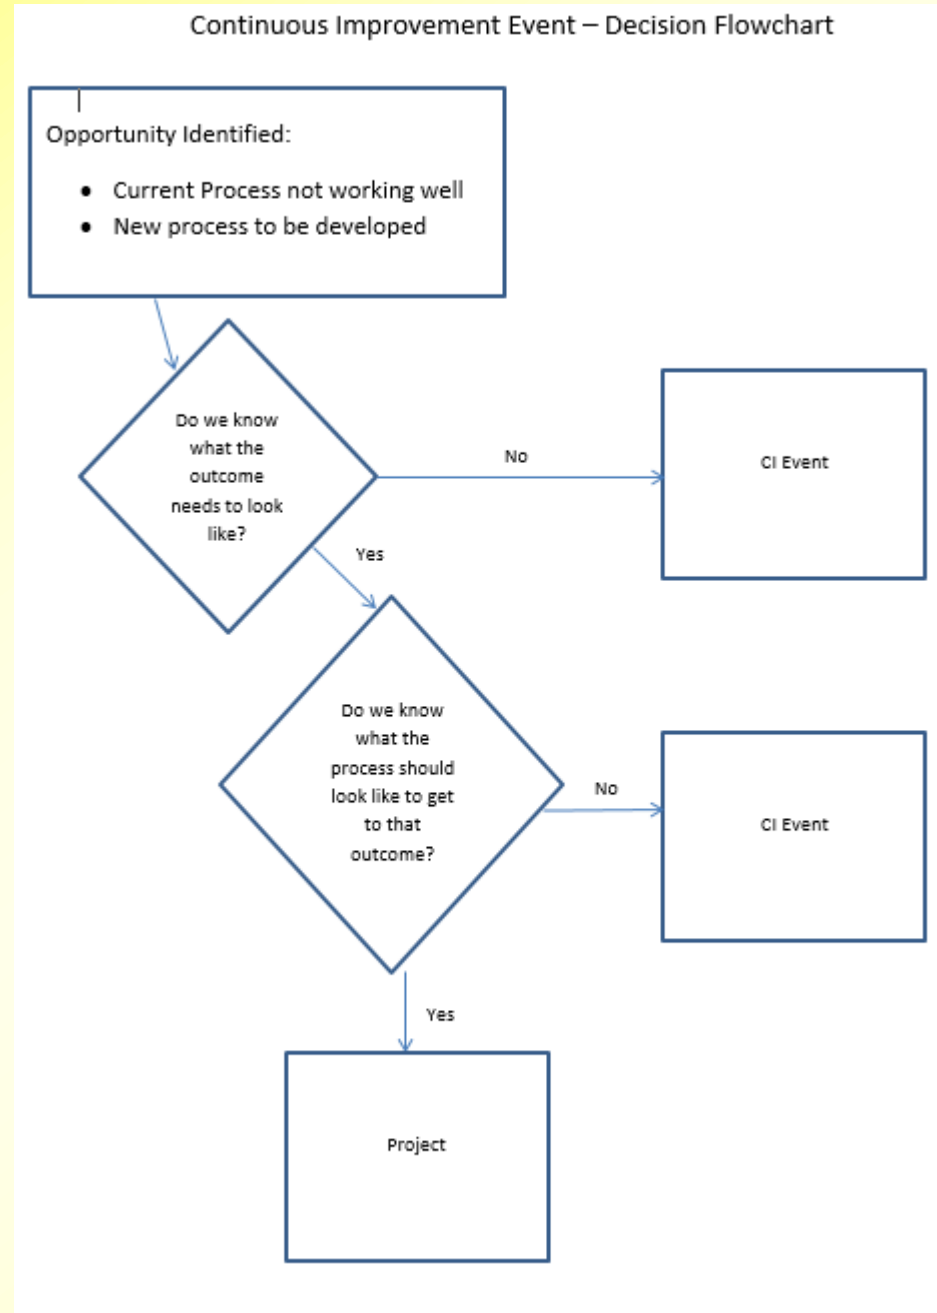 Continuous Improvement Event – Decision Flowchart
Opportunity Identified:
• Current Process not working well
• New process to be developed
Do we know
what the
outcome
needs to look
like?
No
CI Event
Yes
Do we know
what the
process should
look like to get
to that
outcome?
No
CI Event
Yes
Project